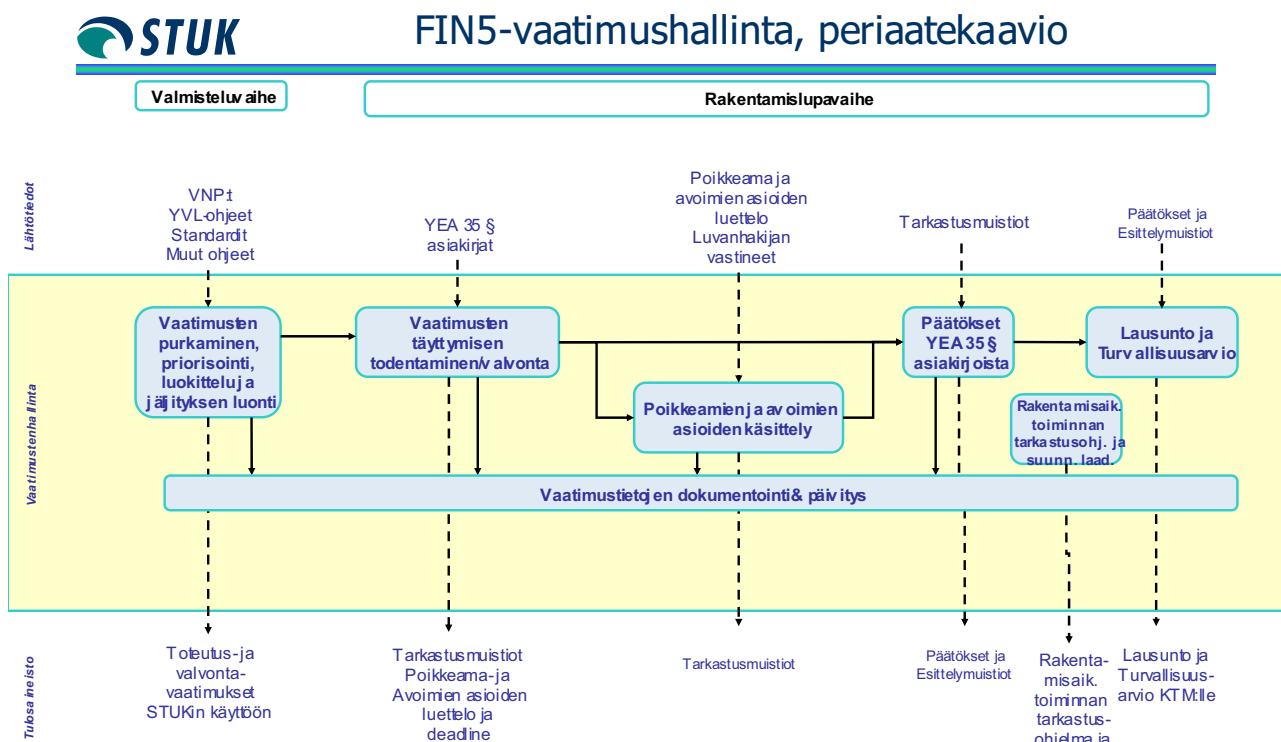 STUK
FIN5-vaatimushallinta, periaatekaavio
Valmisteluvaihe
Rakentamislupavaihe
Lähtötiedot
VNP:t
YVL-ohjeet
Standardit
Muut ohjeet
YEA 35 §
asiakirjat
Poikkeama ja
avoimien asioiden
luettelo
Luvanhakijan
vastineet
Tarkastusmuistiot
Päätökset ja
Esittelymuistiot
Vaatimustenhallinta
Vaatimusten
purkaminen,
priorisointi,
luokittelu ja
jäljityksen luonti
Vaatimusten
täyttymisen
todentaminen/valvonta
Poikkeamien ja avoimien
asioiden käsittely
Päätökset
YEA 35 §
asiakirjoista
Rakentamisaik.
toiminnan
tarkastusohj. ja
suunn. laad.
Lausunto ja
Turvallisuusarvio
Vaatimustietojen dokumentointi & päivitys
Tulosaineisto
Toteutus- ja
valvonta-
vaatimukset
STUKin käyttöön
Tarkastusmuistiot
Poikkeama- ja
Avoimien asioiden
luettelo ja
deadline
Tarkastusmuistiot
Päätökset ja
Esittelymuistiot
Rakenta-
misaik.
toiminnan
tarkastus-
ohjelma ja
Lausunto ja
Turvallisuus-
arvio KTM:lle